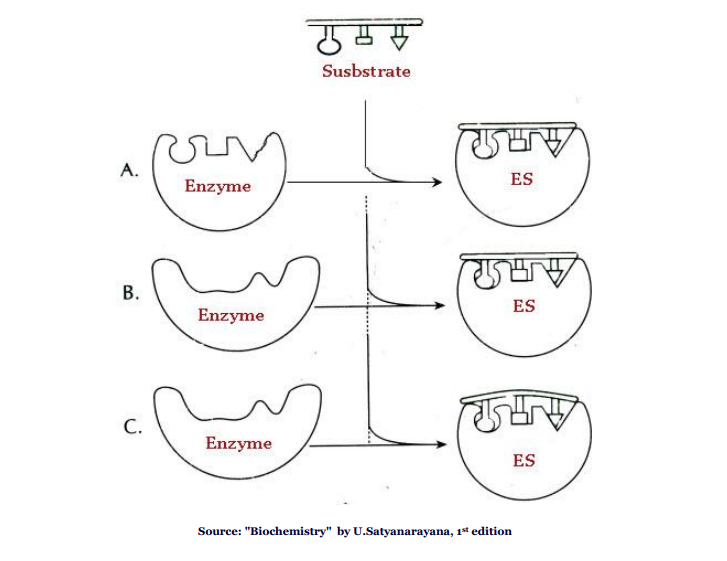 Susbstrate
A.
Enzyme
ES
B.
Enzyme
ES
C.
Enzyme
ES
Source: "Biochemistry" by U.Satyanarayana, 1st edition